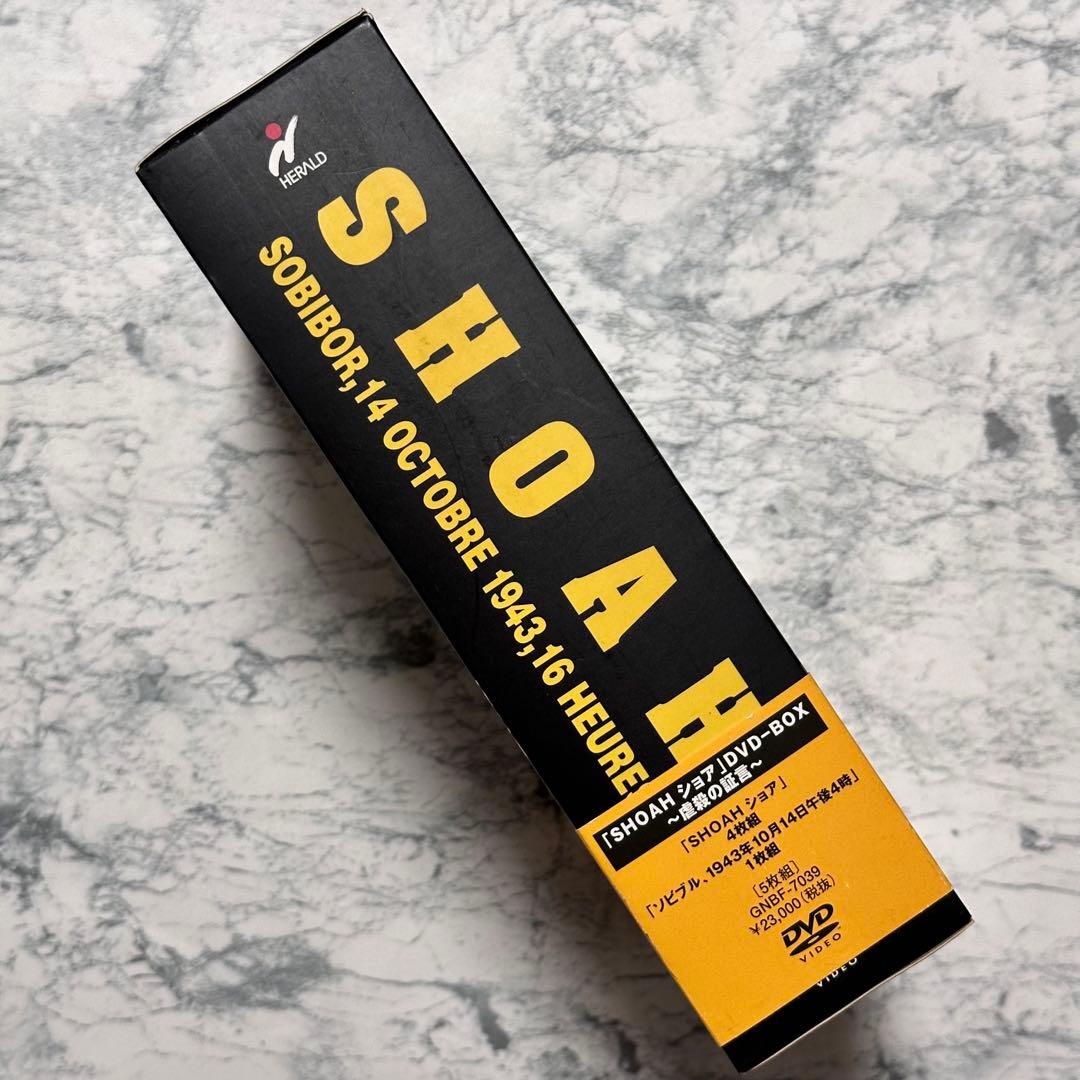 HERALD
SHOAH
SOBIBOR,14 OCTOBRE 1943,16 HEURE
「SHOAH ショア」DVD-BOX
～虐殺の証言～
「SHOAH ショア」
4枚組
「ソビブル、1943年10月14日午後4時」
1枚組
［5枚組］
GNBF-7039
￥23,000（税抜）
DVD
VIDEO
VIDEO